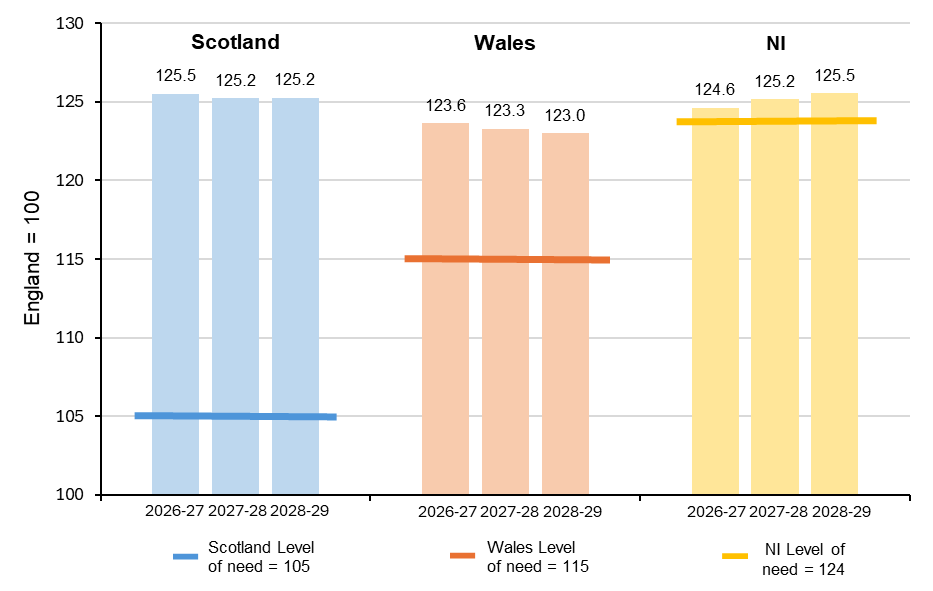 130
125
120
115
110
105
100
England = 100
Scotland
Wales
NI
125.5
125.2
125.2
123.6
123.3
123.0
124.6
125.2
125.5
2026-27 2027-28 2028-29
2026-27 2027-28 2028-29
2026-27 2027-28 2028-29
Scotland Level
of need = 105
Wales Level
of need = 115
NI Level of
need = 124